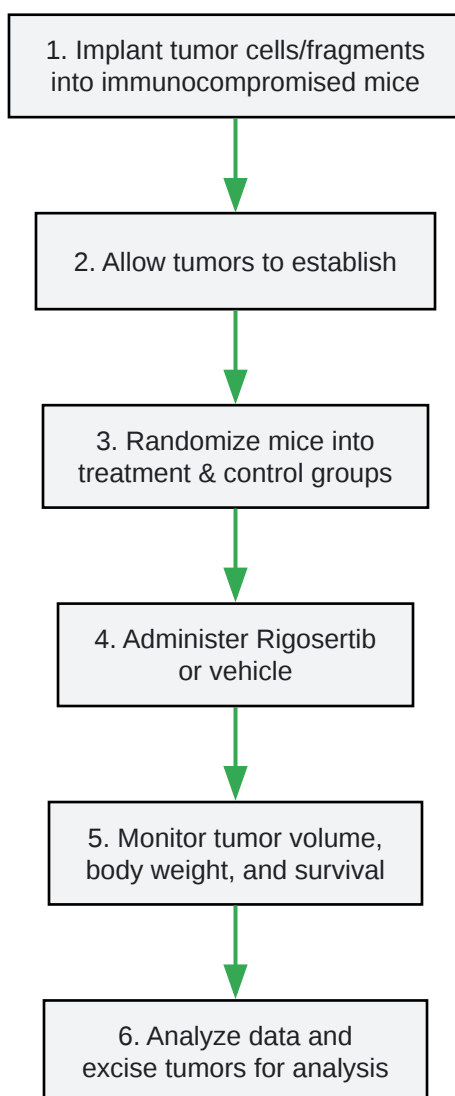 1. Implant tumor cells/fragments
into immunocompromised mice
2. Allow tumors to establish
3. Randomize mice into
treatment & control groups
4. Administer Rigosertib
or vehicle
5. Monitor tumor volume,
body weight, and survival
6. Analyze data and
excise tumors for analysis